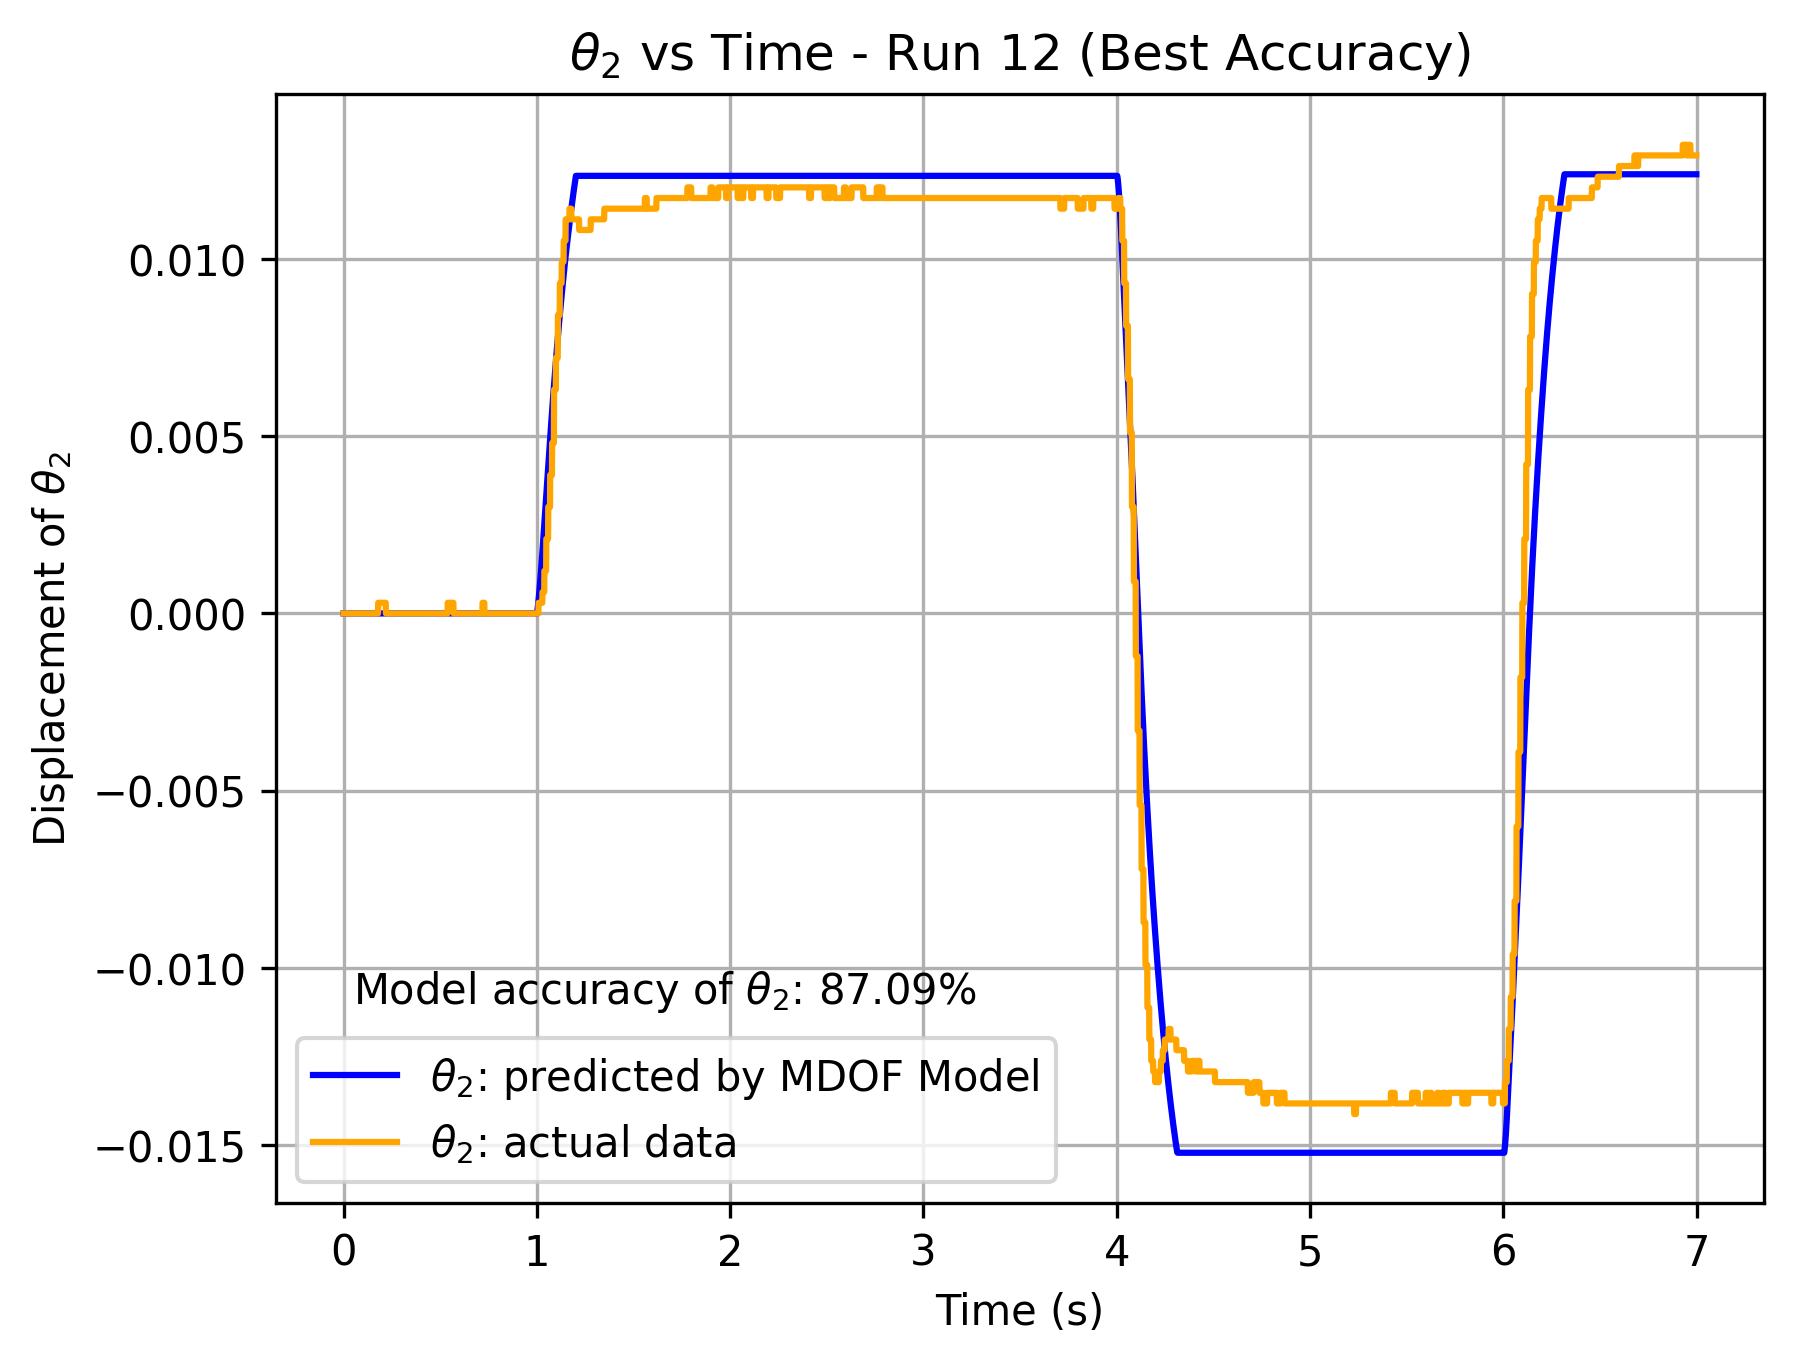 θ₂ vs Time - Run 12 (Best Accuracy)
Displacement of θ₂
0.010
0.005
0.000
−0.005
−0.010
−0.015
Model accuracy of θ₂: 87.09%
θ₂: predicted by MDOF Model
θ₂: actual data
0 1 2 3 4 5 6 7
Time (s)